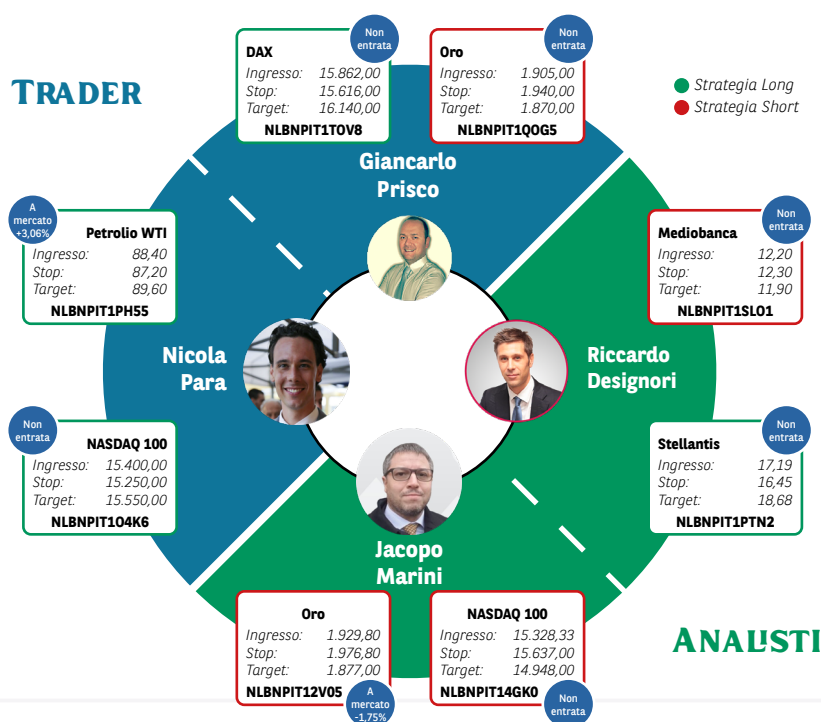 TRADER
Non
entrata
DAX
Ingresso: 15.862,00
Stop: 15.616,00
Target: 16.140,00
NLBNPIT1TOV8
Non
entrata
Oro
Ingresso: 1.905,00
Stop: 1.940,00
Target: 1.870,00
NLBNPIT1QOG5
Strategia Long
Strategia Short
Giancarlo
Prisco
A
mercato
+3,06%
Petrolio WTI
Ingresso: 88,40
Stop: 87,20
Target: 89,60
NLBNPIT1PH55
Non
entrata
Mediobanca
Ingresso: 12,20
Stop: 12,30
Target: 11,90
NLBNPIT1SLO1
Nicola
Para
Riccardo
Designori
Non
entrata
NASDAQ 100
Ingresso: 15.400,00
Stop: 15.250,00
Target: 15.550,00
NLBNPIT1O4K6
Non
entrata
Stellantis
Ingresso: 17,19
Stop: 16,45
Target: 18,68
NLBNPIT1PTN2
Jacopo
Marini
Oro
Ingresso: 1.929,80
Stop: 1.976,80
Target: 1.877,00
NLBNPIT12V05
A
mercato
-1,75%
NASDAQ 100
Ingresso: 15.328,33
Stop: 15.637,00
Target: 14.948,00
NLBNPIT14GK0
Non
entrata
ANALISTI